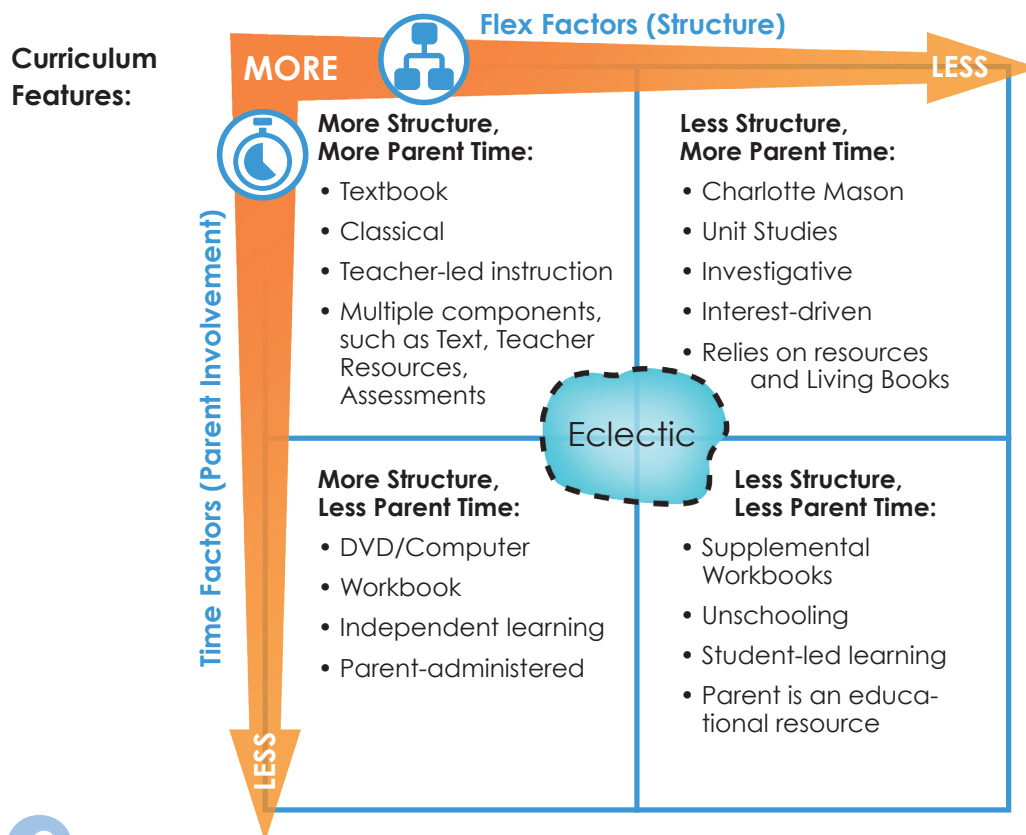 Flex Factors (Structure)
Curriculum
Features:
MORE
LESS
Time Factors (Parent Involvement)
LESS
More Structure,
More Parent Time:
• Textbook
• Classical
• Teacher-led instruction
• Multiple components,
such as Text, Teacher
Resources,
Assessments
Less Structure,
More Parent Time:
• Charlotte Mason
• Unit Studies
• Investigative
• Interest-driven
• Relies on resources
and Living Books
Eclectic
More Structure,
Less Parent Time:
• DVD/Computer
• Workbook
• Independent learning
• Parent-administered
Less Structure,
Less Parent Time:
• Supplemental
Workbooks
• Unschooling
• Student-led learning
• Parent is an educa-
tional resource